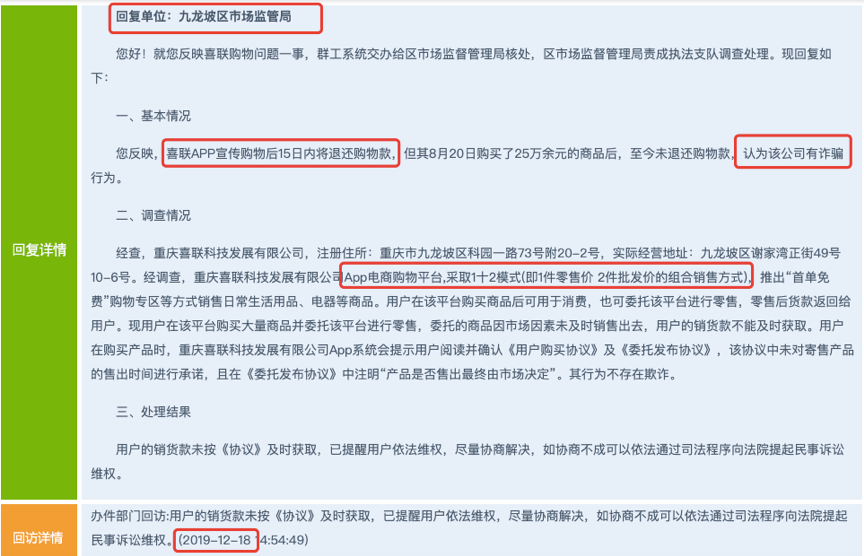 回复单位：九龙坡区市场监管局
您好！就您反映喜联购物问题一事，群工系统交办给区市场监督管理局核处，区市场监督管理局责成执法支队调查处理。现回复如
下：
一、基本情况
您反映，喜联APP宣传购物后15日内将退还购物款，但其8月20日购买了25万余元的商品后，至今未退还购物款，认为该公司有诈骗
行为。
二、调查情况
回复详情
经查，重庆喜联科技发展有限公司，注册住所：重庆市九龙坡区科园一路73号附20-2号，实际经营地址：九龙坡区谢家湾正街49号
10-6号。经调查，重庆喜联科技发展有限公司App电商购物平台,采取1十2模式(即1件零售价 2件批发价的组合销售方式)，推出“首单免
费”购物专区等方式销售日常生活用品、电器等商品。用户在该平台购买商品后可用于消费，也可委托该平台进行零售，零售后货款返回给
用户。现用户在该平台购买大量商品并委托该平台进行零售，委托的商品因市场因素未及时销售出去，用户的销货款不能及时获取。用户
在购买产品时，重庆喜联科技发展有限公司App系统会提示用户阅读并确认《用户购买协议》及《委托发布协议》，该协议中未对寄售产品
的售出时间进行承诺，且在《委托发布协议》中注明“产品是否售出最终由市场决定”。其行为不存在欺诈。
三、处理结果
用户的销货款未按《协议》及时获取，已提醒用户依法维权，尽量协商解决，如协商不成可以依法通过司法程序向法院提起民事诉讼
维权。
办件部门回访:用户的销货款未按《协议》及时获取，已提醒用户依法维权，尽量协商解决，如协商不成可以依法通过司法程序向法院提起
回访详情
民事诉讼维权。(2019-12-18 14:54:49)